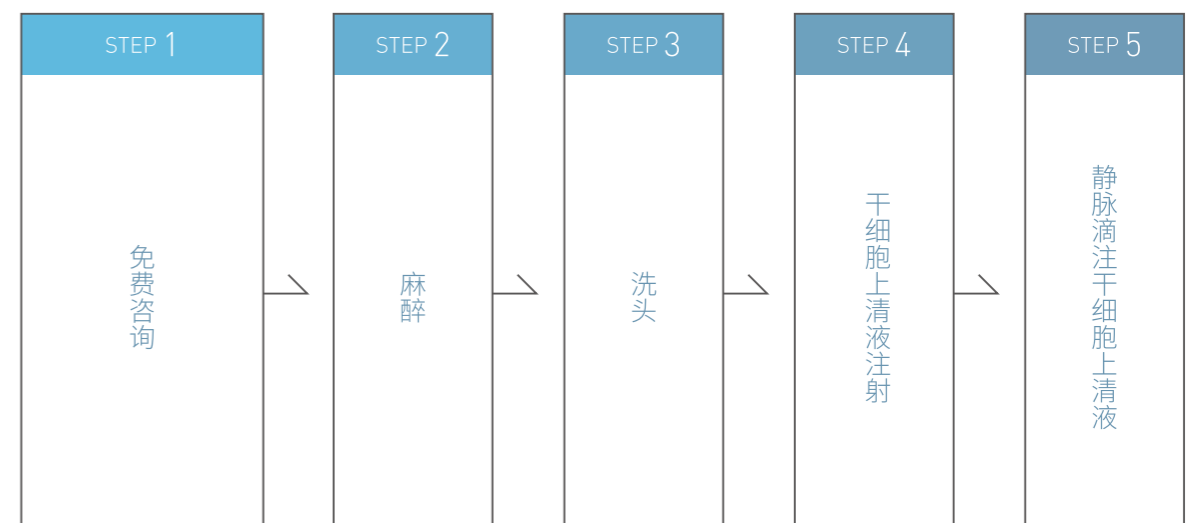 STEP 1
免费咨询
STEP 2
麻醉
STEP 3
洗头
STEP 4
干细胞上清液注射
STEP 5
静脉滴注干细胞上清液